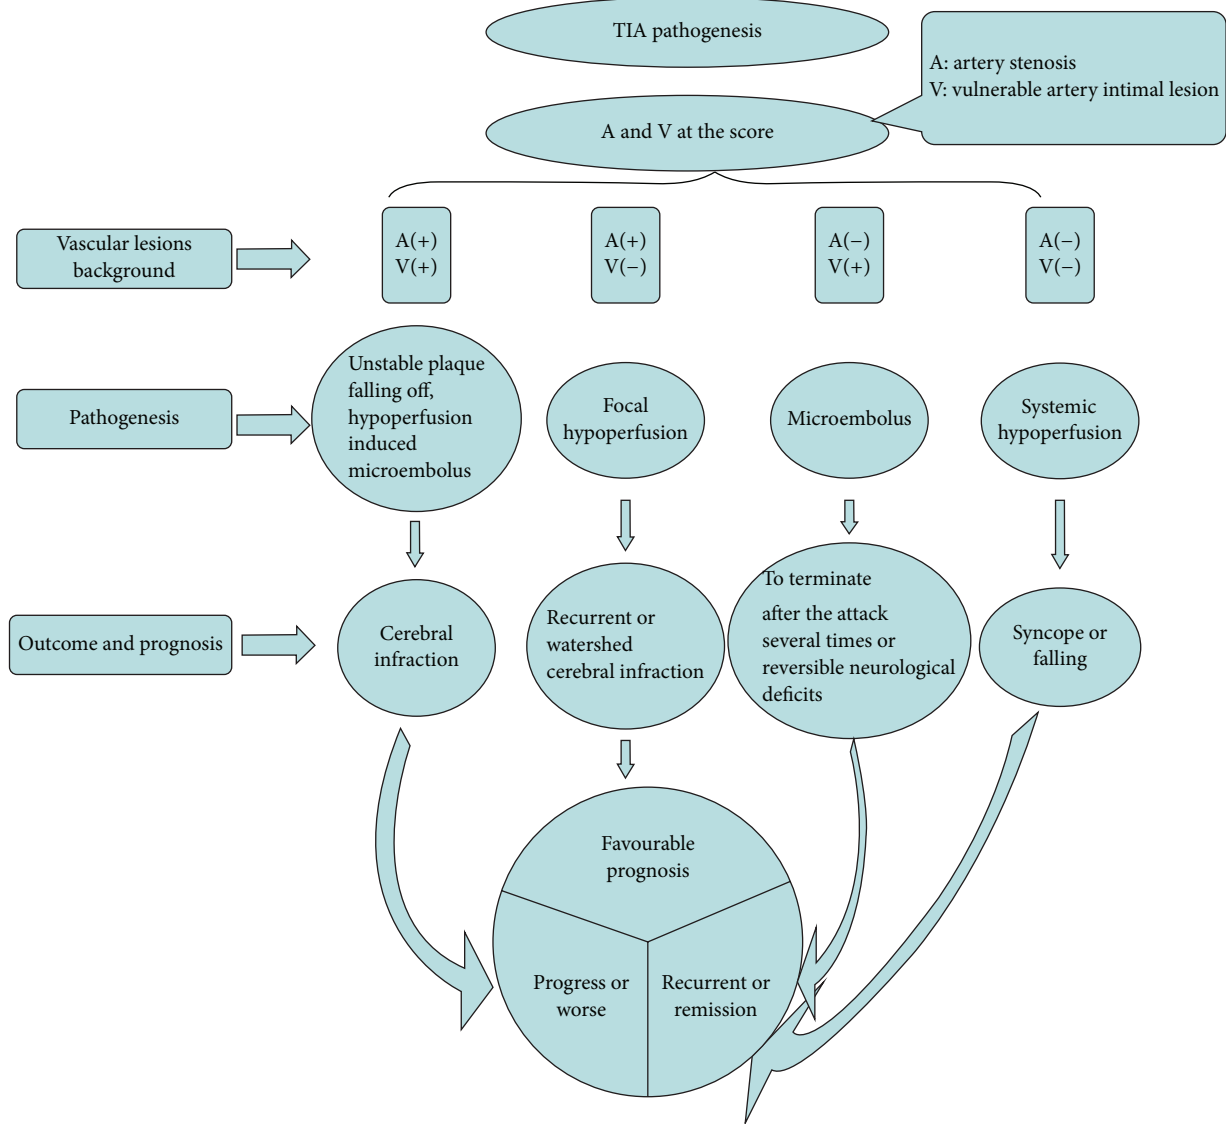 TIA pathogenesis
A: artery stenosis
V: vulnerable artery intimal lesion
A and V at the score
Vascular lesions
background
A(+)
V(+)
A(+)
V(−)
A(−)
V(+)
A(−)
V(−)
Pathogenesis
Unstable plaque
falling off,
hypoperfusion
induced
microembolus
Focal
hypoperfusion
Microembolus
Systemic
hypoperfusion
Outcome and prognosis
Cerebral
infraction
Recurrent or
watershed
cerebral infraction
To terminate
after the attack
several times or
reversible neurological
deficits
Syncope or
falling
Favourable
prognosis
Progress or
worse
Recurrent or
remission